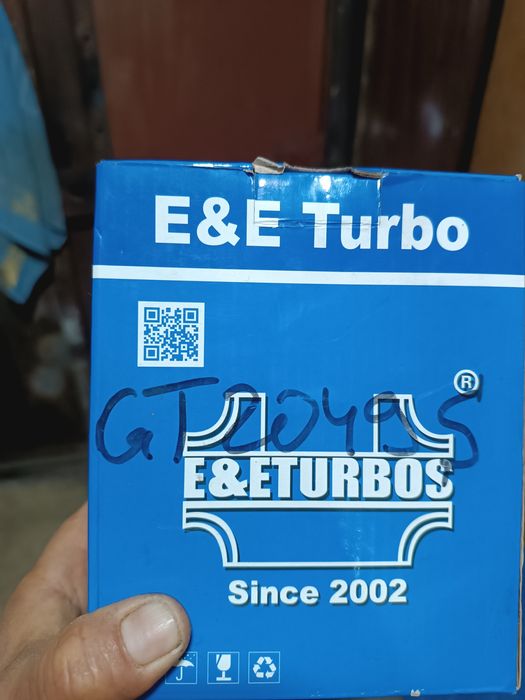 E&E Turbo
GT2049S
®
E&ETURBOS
Since 2002